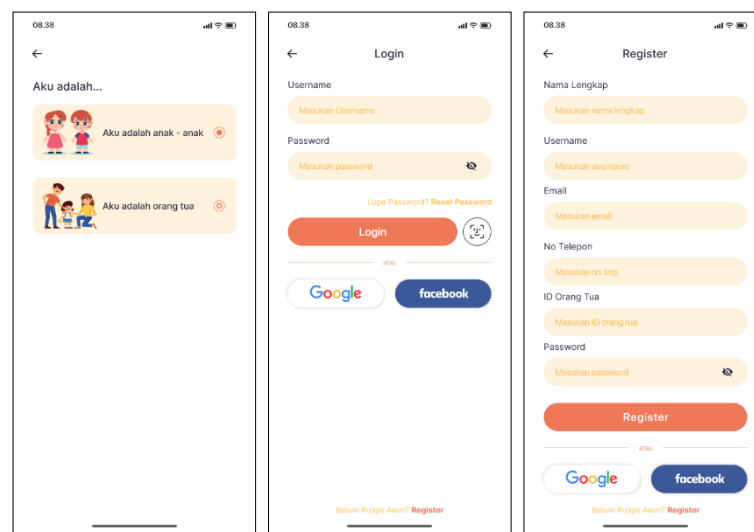 08.38
Aku adalah...
Aku adalah anak - anak
Aku adalah orang tua
08.38
Login
Username
Masukan Username
Password
Masukan password
Lupa Password? Reset Password
Login
atau
Google
facebook
Belum Punya Akun? Register
08.38
Register
Nama Lengkap
Masukan nama lengkap
Username
Masukan username
Email
Masukan email
No Telepon
Masukan no.telp
ID Orang Tua
Masukan ID orang tua
Password
Masukan password
Register
atau
Google
facebook
Belum Punya Akun? Register